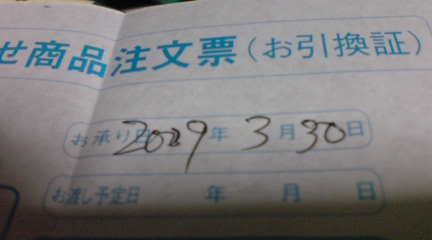 せ商品注文票(お引換証)
お承り日 2029年 3月30日
お渡し予定日 年 月 日